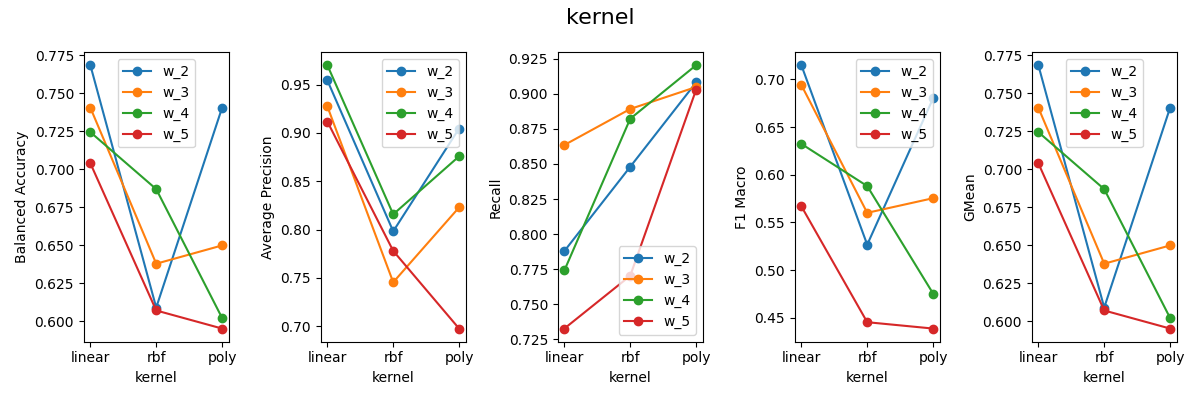 kernel
Balanced Accuracy
0.775
0.750
0.725
0.700
0.675
0.650
0.625
0.600
w_2
w_3
w_4
w_5
linear rbf poly
kernel
Average Precision
0.95
0.90
0.85
0.80
0.75
0.70
w_2
w_3
w_4
w_5
linear rbf poly
kernel
Recall
0.925
0.900
0.875
0.850
0.825
0.800
0.775
0.750
0.725
w_2
w_3
w_4
w_5
linear rbf poly
kernel
F1 Macro
0.70
0.65
0.60
0.55
0.50
0.45
w_2
w_3
w_4
w_5
linear rbf poly
kernel
GMean
0.775
0.750
0.725
0.700
0.675
0.650
0.625
0.600
w_2
w_3
w_4
w_5
linear rbf poly
kernel